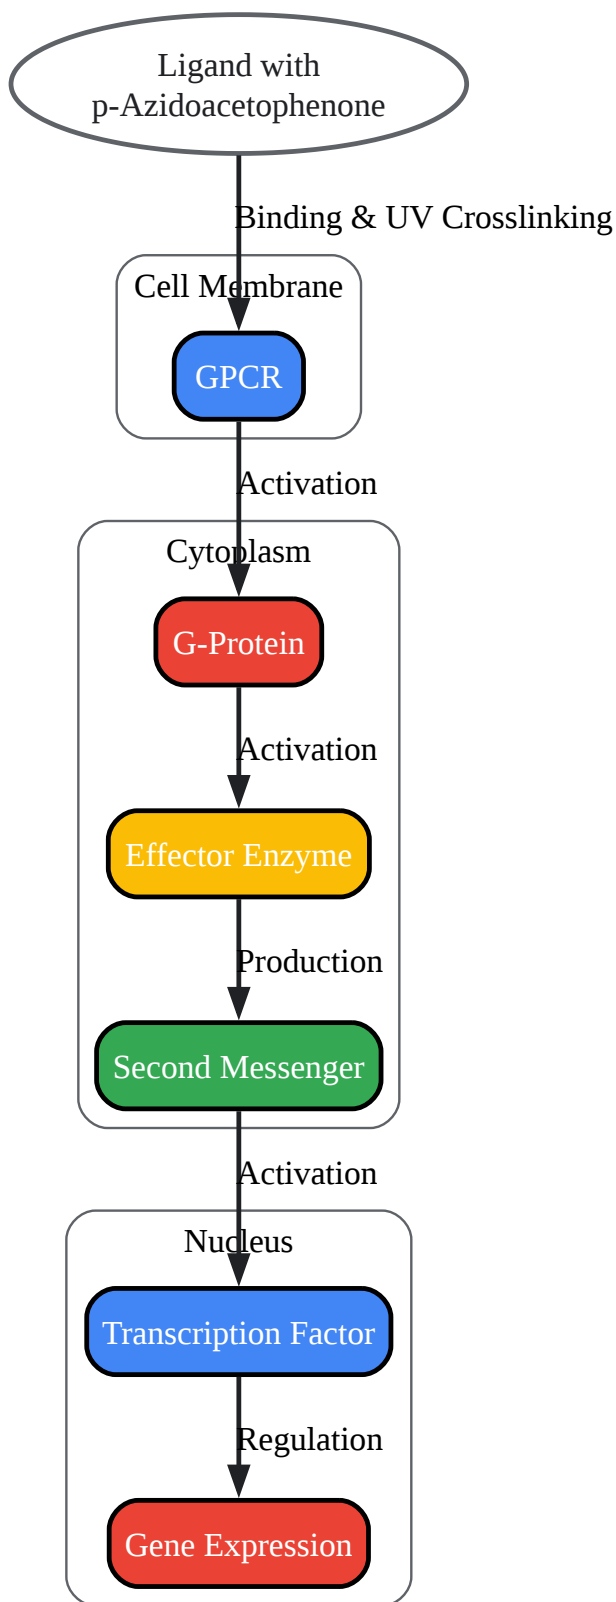 Ligand with
p-Azidoacetophenone
Binding & UV Crosslinking
Cell Membrane
GPCR
Activation
Cytoplasm
G-Protein
Activation
Effector Enzyme
Production
Second Messenger
Activation
Nucleus
Transcription Factor
Regulation
Gene Expression